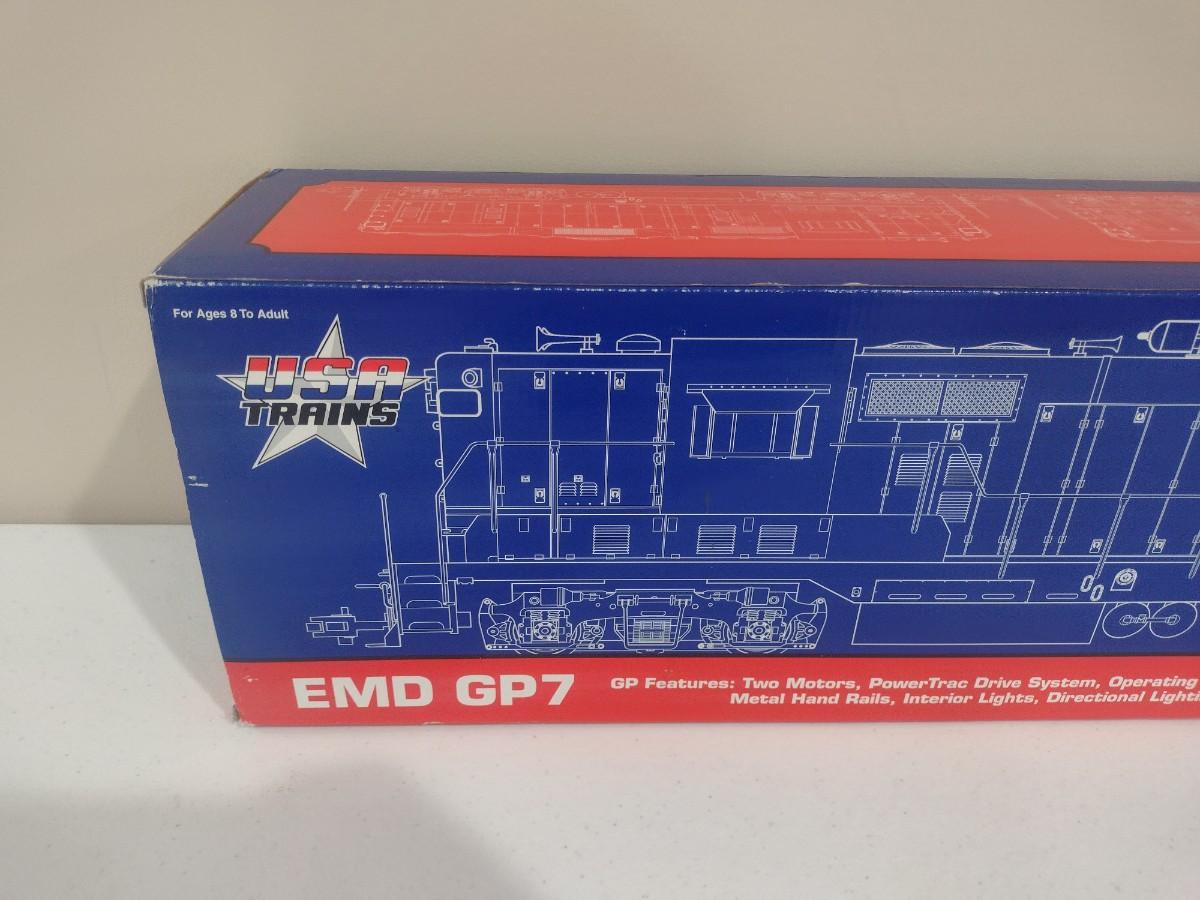 For Ages 8 To Adult
USA
TRAINS
EMD GP7
GP Features: Two Motors, PowerTrac Drive System, Operating
Metal Hand Rails, Interior Lights, Directional